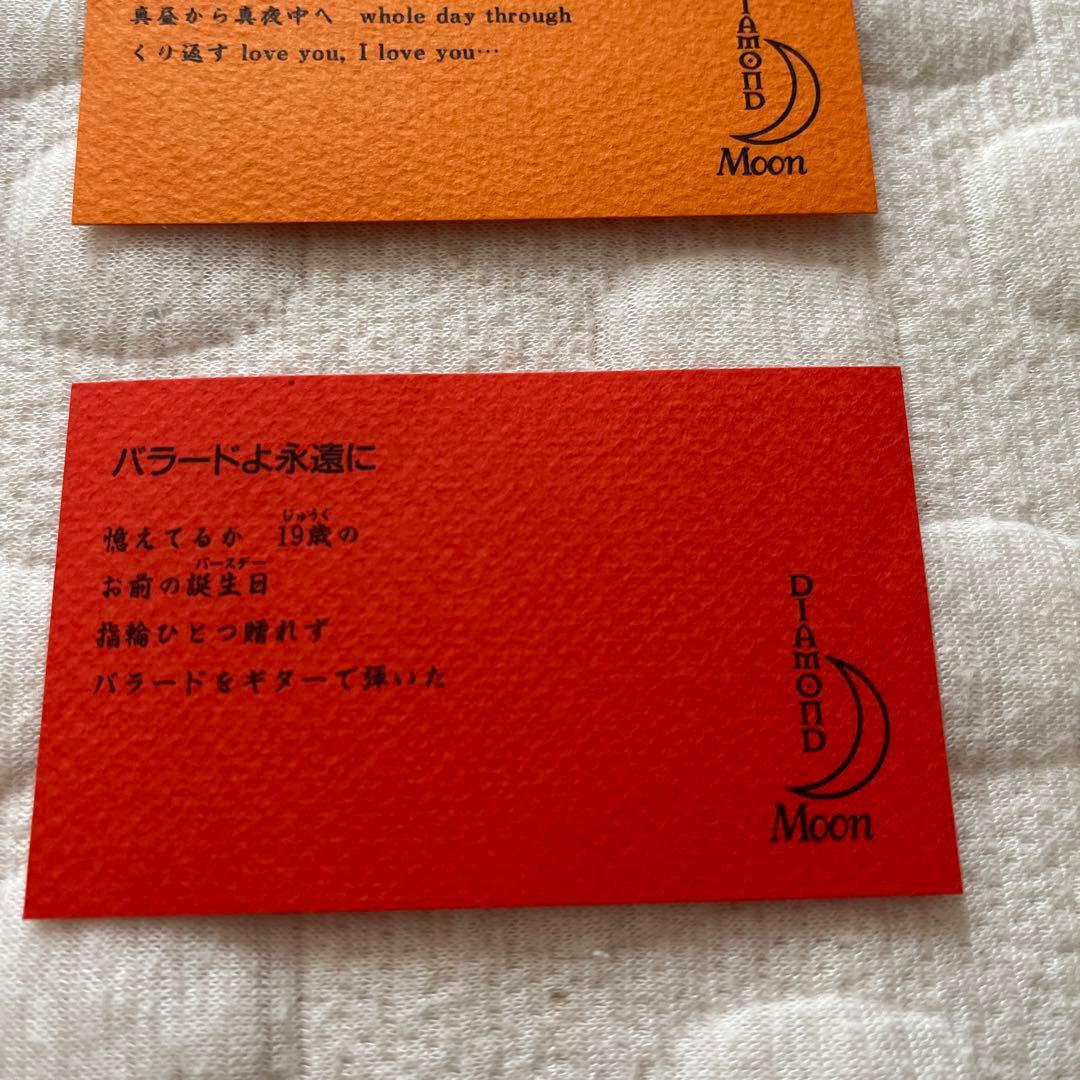 真昼から真夜中へ whole day through
くり返す love you, I love you…
IAMOND
Moon
バラードよ永遠に
じゅうく
憶えてるか 19歳の
バースデー
お前の誕生日
指輪ひとつ贈れず
バラードをギターで弾いた
DIAMOND
Moon